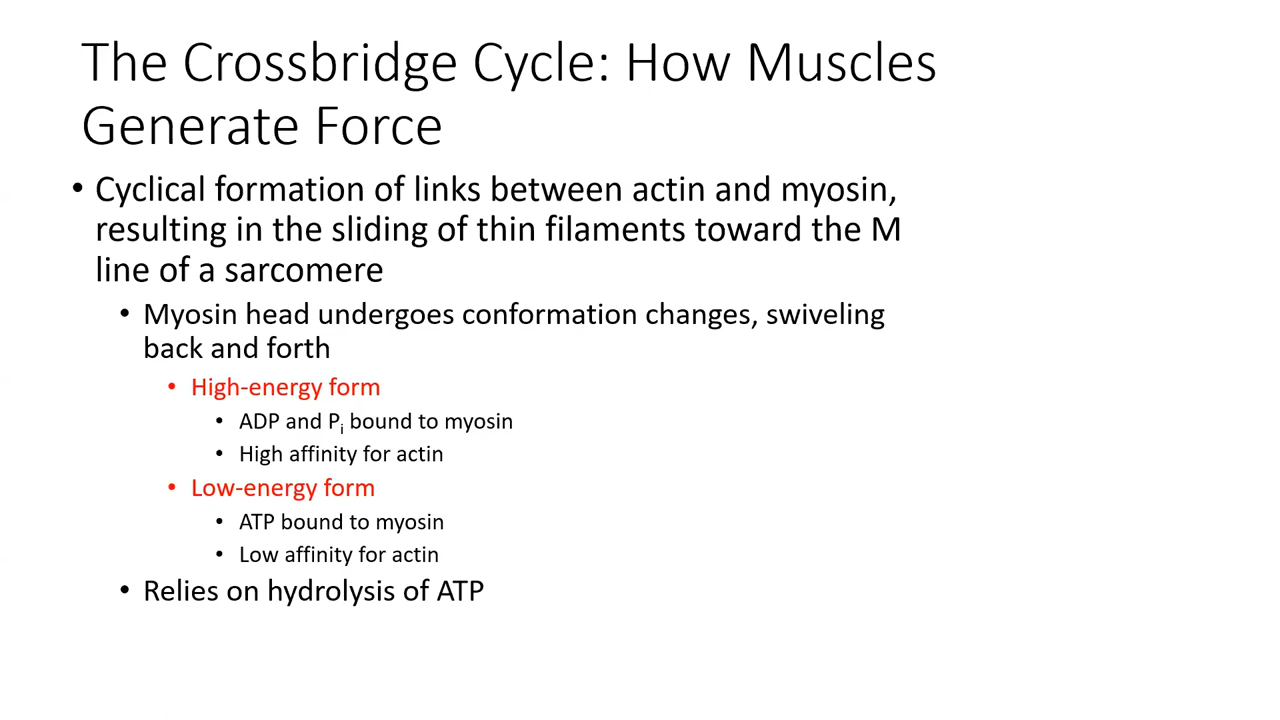 The Crossbridge Cycle: How Muscles
Generate Force
• Cyclical formation of links between actin and myosin,
resulting in the sliding of thin filaments toward the M
line of a sarcomere
• Myosin head undergoes conformation changes, swiveling
back and forth
• High-energy form
• ADP and Pi bound to myosin
• High affinity for actin
• Low-energy form
• ATP bound to myosin
• Low affinity for actin
• Relies on hydrolysis of ATP